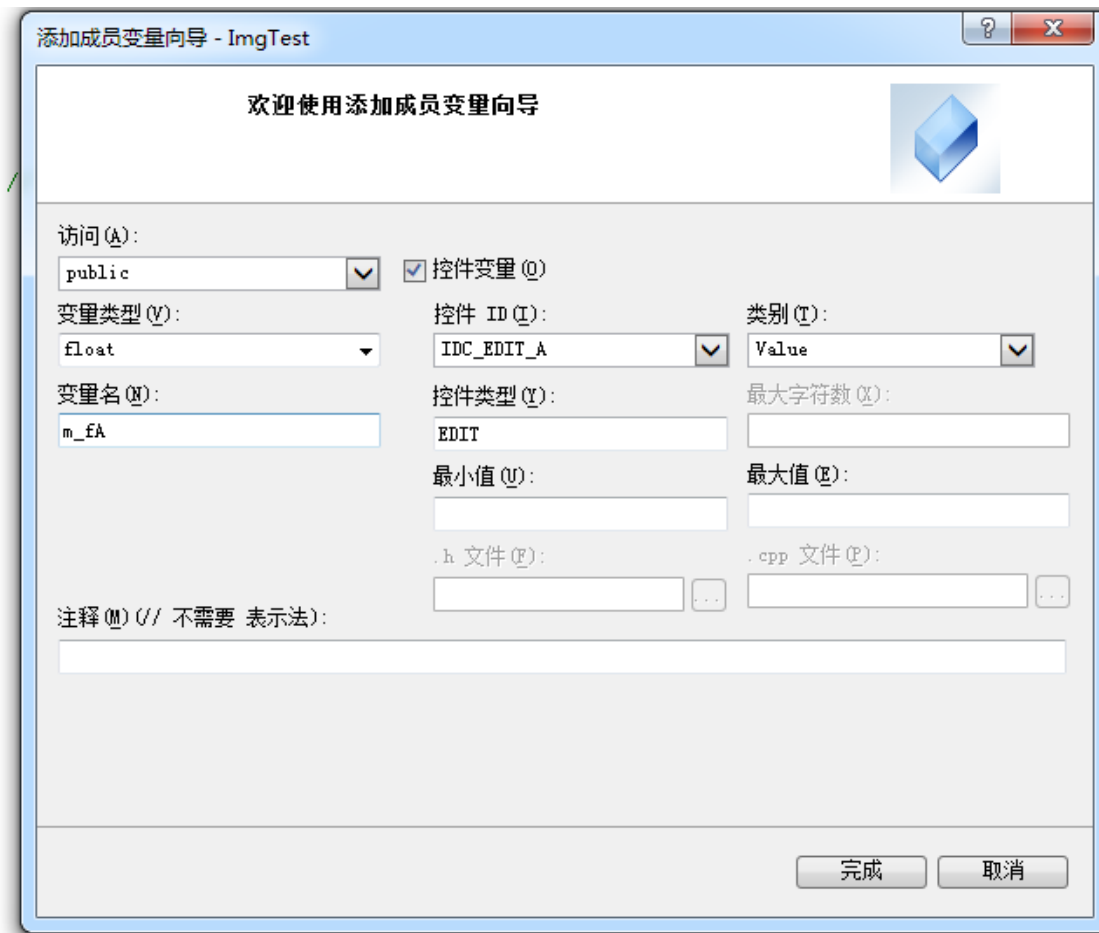 添加成员变量向导 - ImgTest
欢迎使用添加成员变量向导
/
访问(A):
public
控件变量(O)
变量类型(V):
控件 ID(I):
类别(T):
float
IDC_EDIT_A
Value
变量名(N):
控件类型(Y):
最大字符数(X):
m_fA
EDIT
最小值(U):
最大值(E):
.h 文件(F):
.cpp 文件(P):
...
...
注释(M)(// 不需要 表示法):
完成
取消